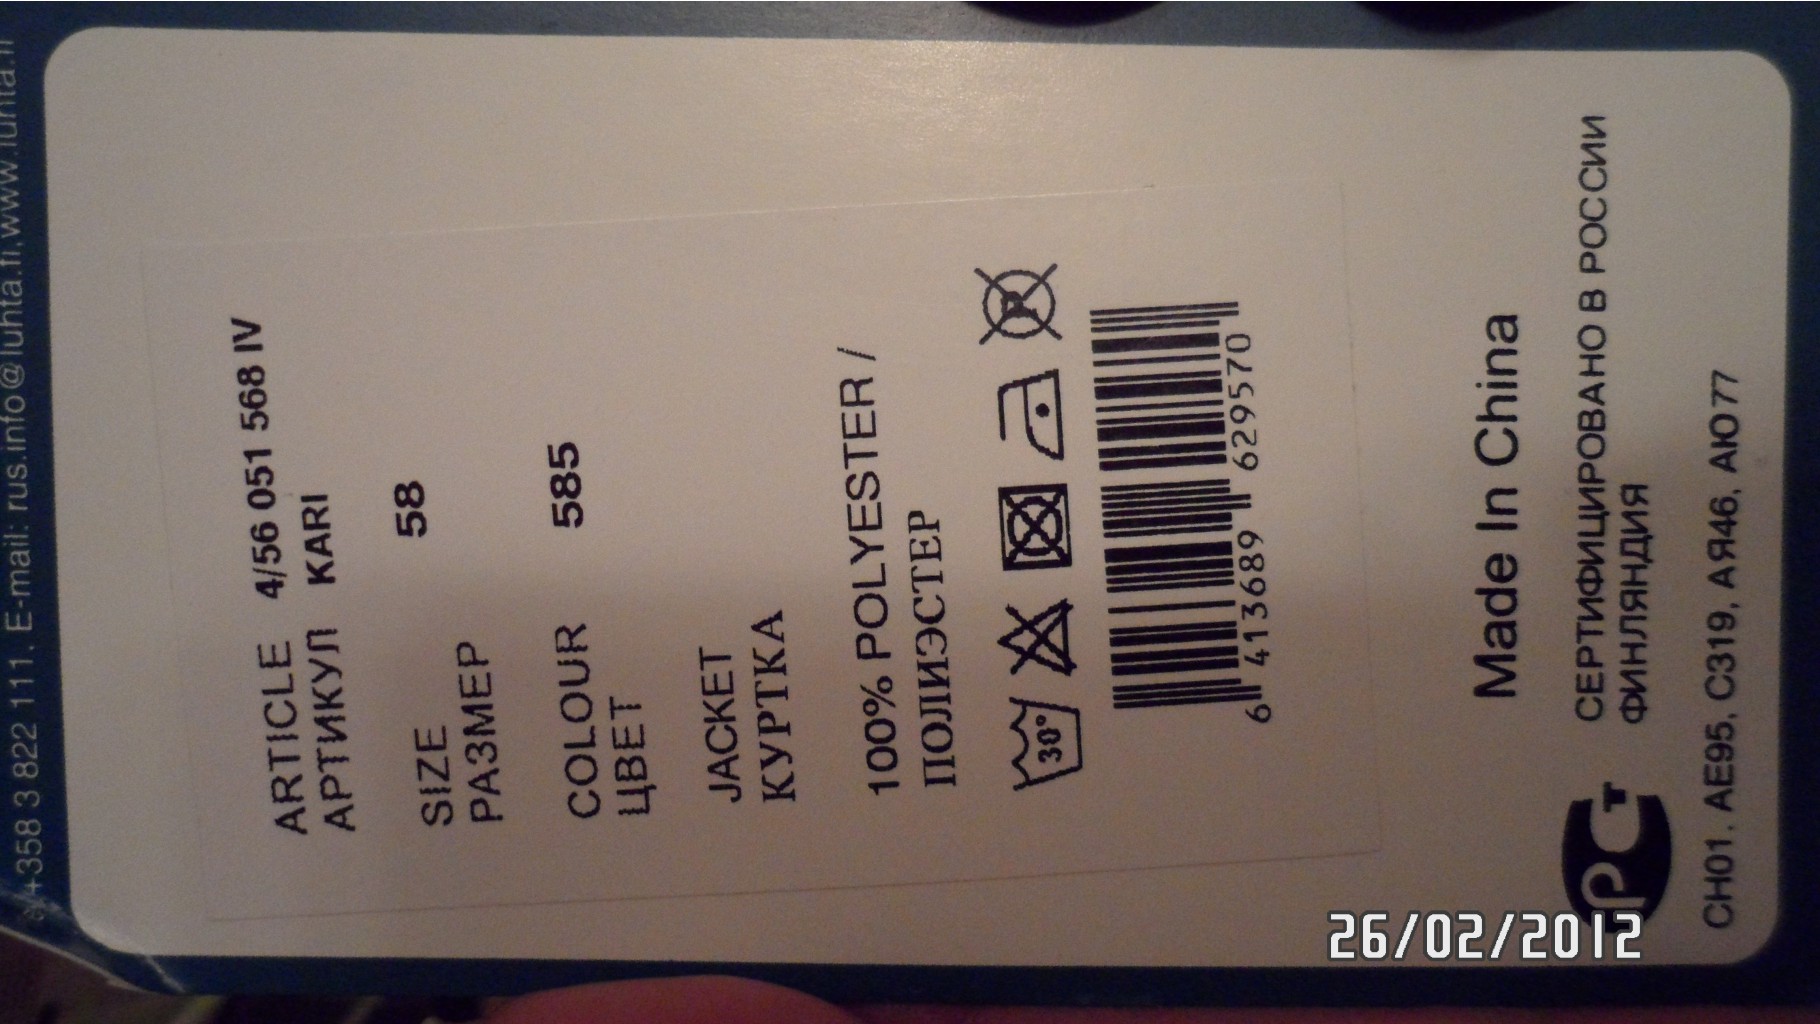 +358 3 822 111. E-mail: rus.info@luhta.fi, www.luhta.fi
ARTICLE 4/56 051 568 IV
АРТИКУЛ KARI
SIZE 58
РАЗМЕР
COLOUR 585
ЦВЕТ
JACKET
КУРТКА
100% POLYESTER /
ПОЛИЭСТЕР
30°
6 413689 629570
Made In China
СЕРТИФИЦИРОВАНО В РОССИИ
ФИНЛЯНДИЯ
CH01. AE95, C319, АЯ46, АЮ77
26/02/2012